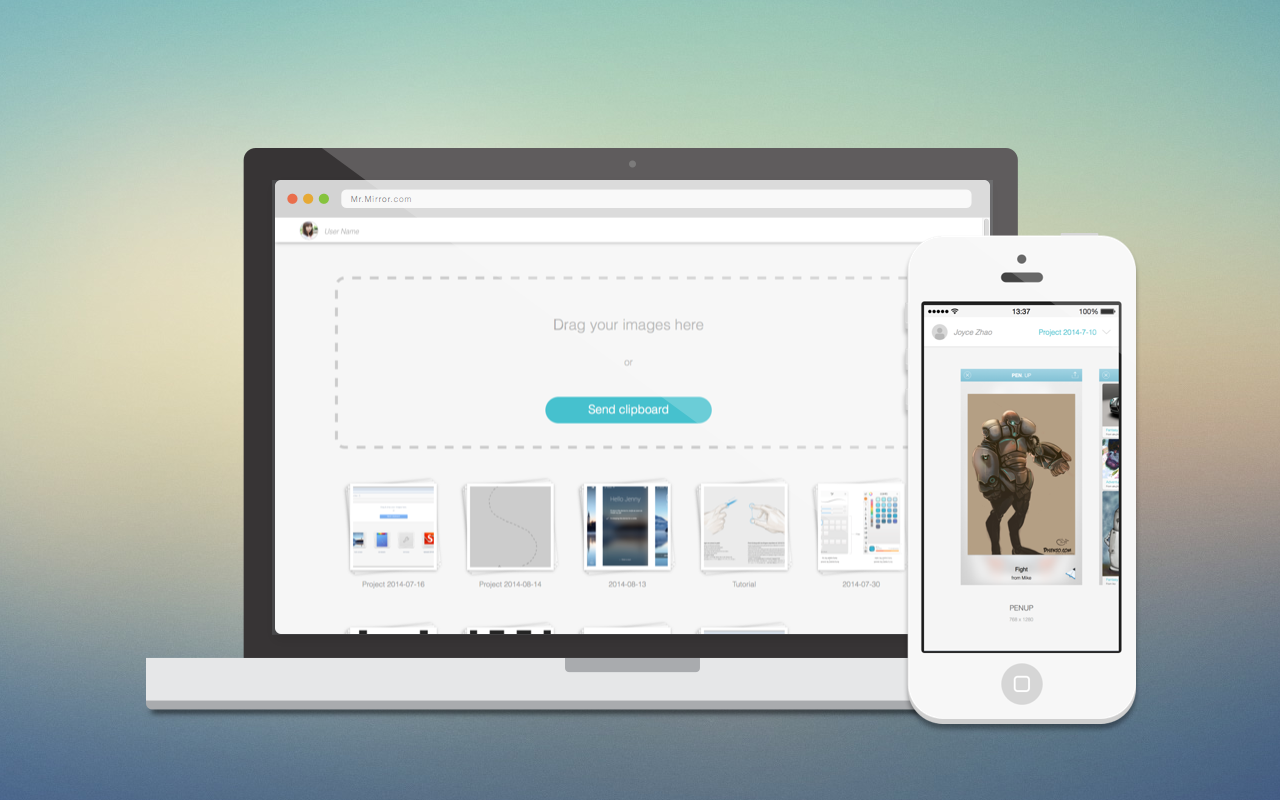 Mr.Mirror.com
User Name
Drag your images here
or
Send clipboard
Hello Jenny
Project 2014-07-16
Project 2014-08-14
2014-08-13
Tutorial
2014-07-30
13:37
100%
Joyce Zhao
Project 2014-7-10
PEN UP
Fight
from Mike
PENUP
768 x 1280